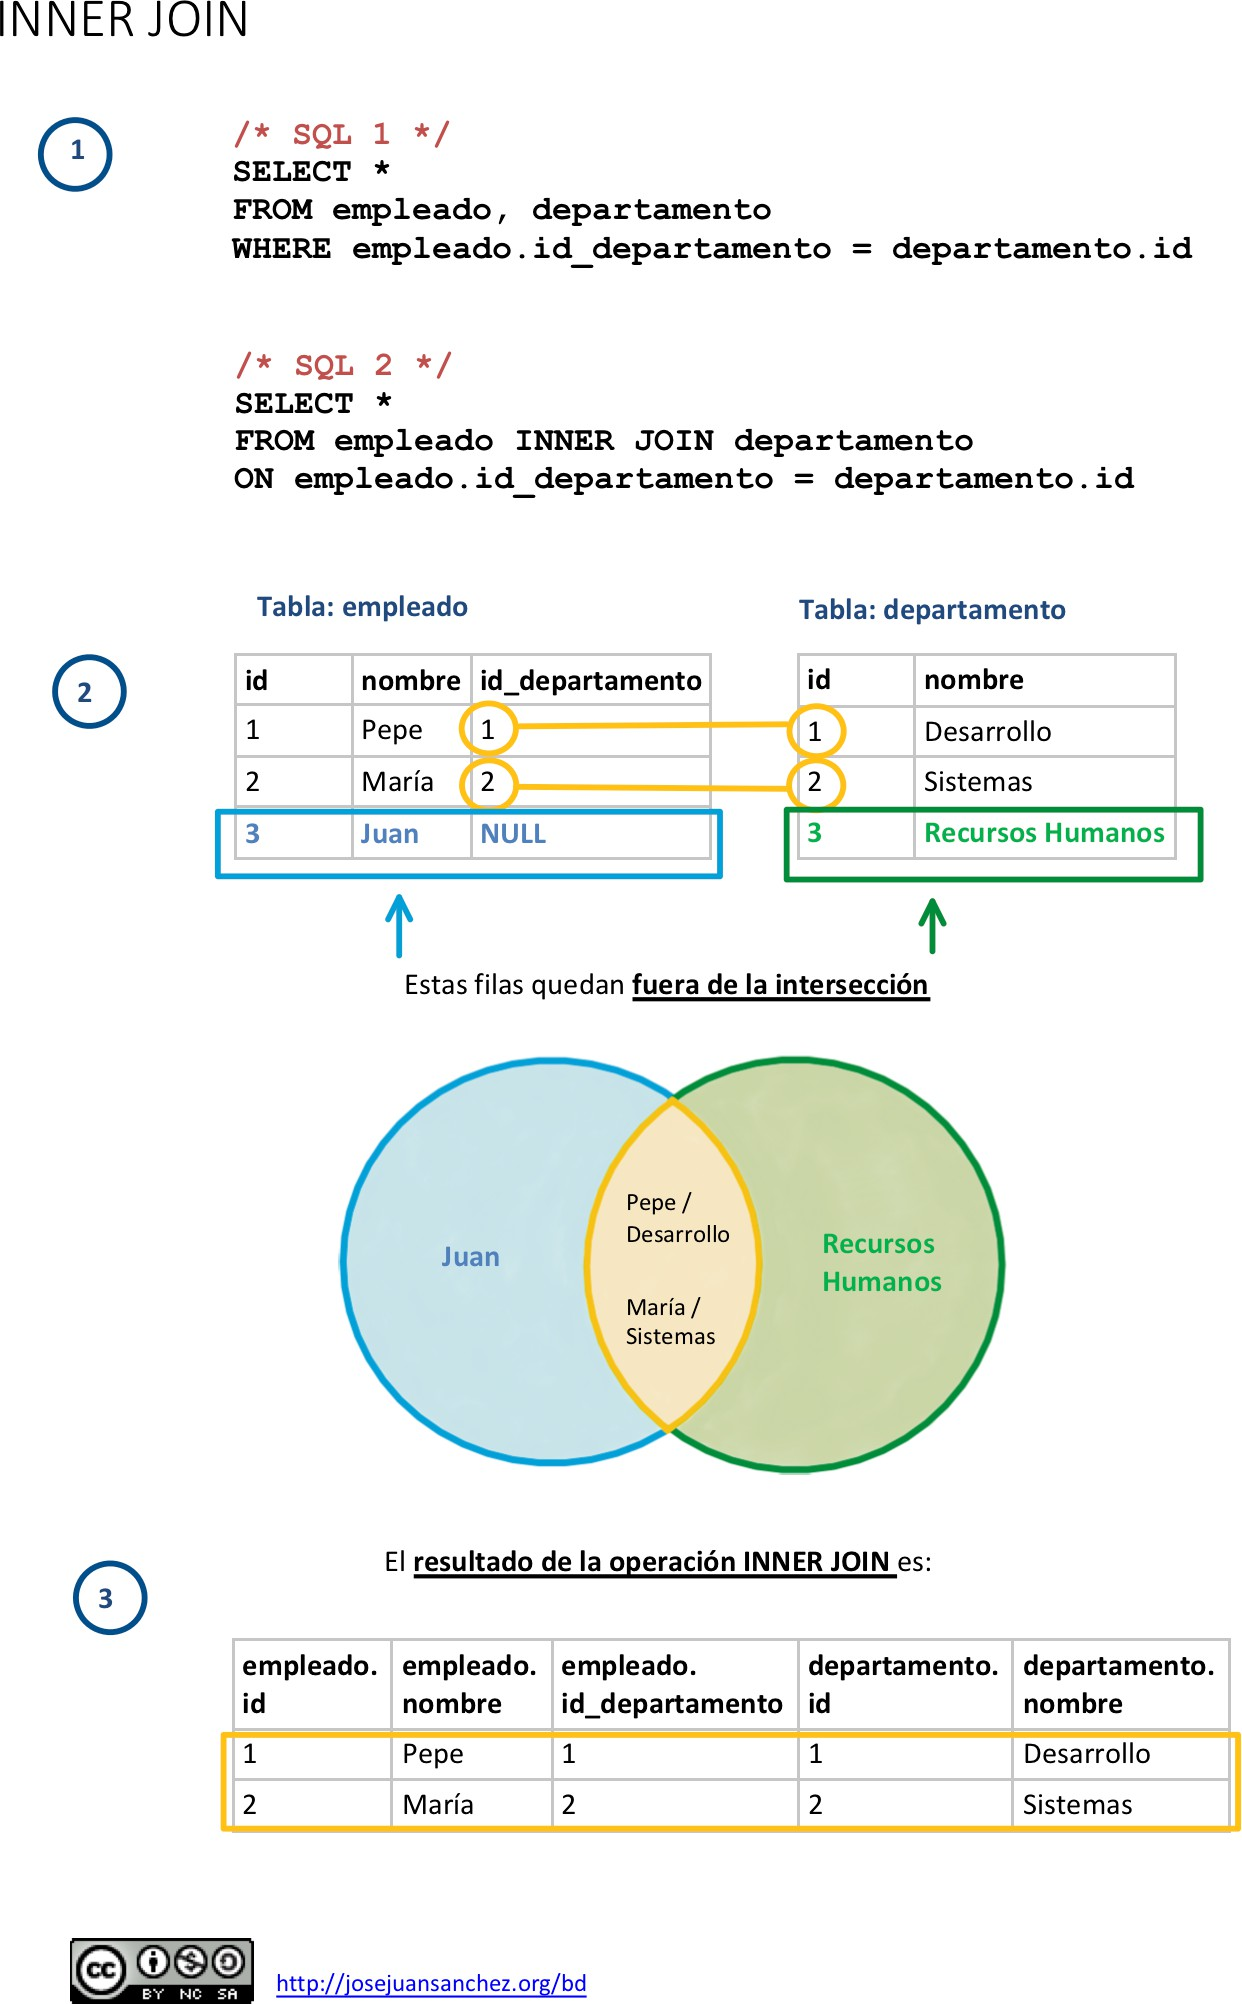 INNER JOIN
1
/* SQL 1 */
SELECT *
FROM empleado, departamento
WHERE empleado.id_departamento = departamento.id
/* SQL 2 */
SELECT *
FROM empleado INNER JOIN departamento
ON empleado.id_departamento = departamento.id
Tabla: empleado
Tabla: departamento
2
id nombre id_departamento
1 Pepe 1
2 María 2
3 Juan NULL
id nombre
1 Desarrollo
2 Sistemas
3 Recursos Humanos
Estas filas quedan fuera de la intersección
Juan
Pepe /
Desarrollo
María /
Sistemas
Recursos
Humanos
3
El resultado de la operación INNER JOIN es:
empleado. empleado. empleado. departamento. departamento.
id nombre id_departamento id nombre
1 Pepe 1 1 Desarrollo
2 María 2 2 Sistemas
cc
BY NC SA
http://josejuansanchez.org/bd